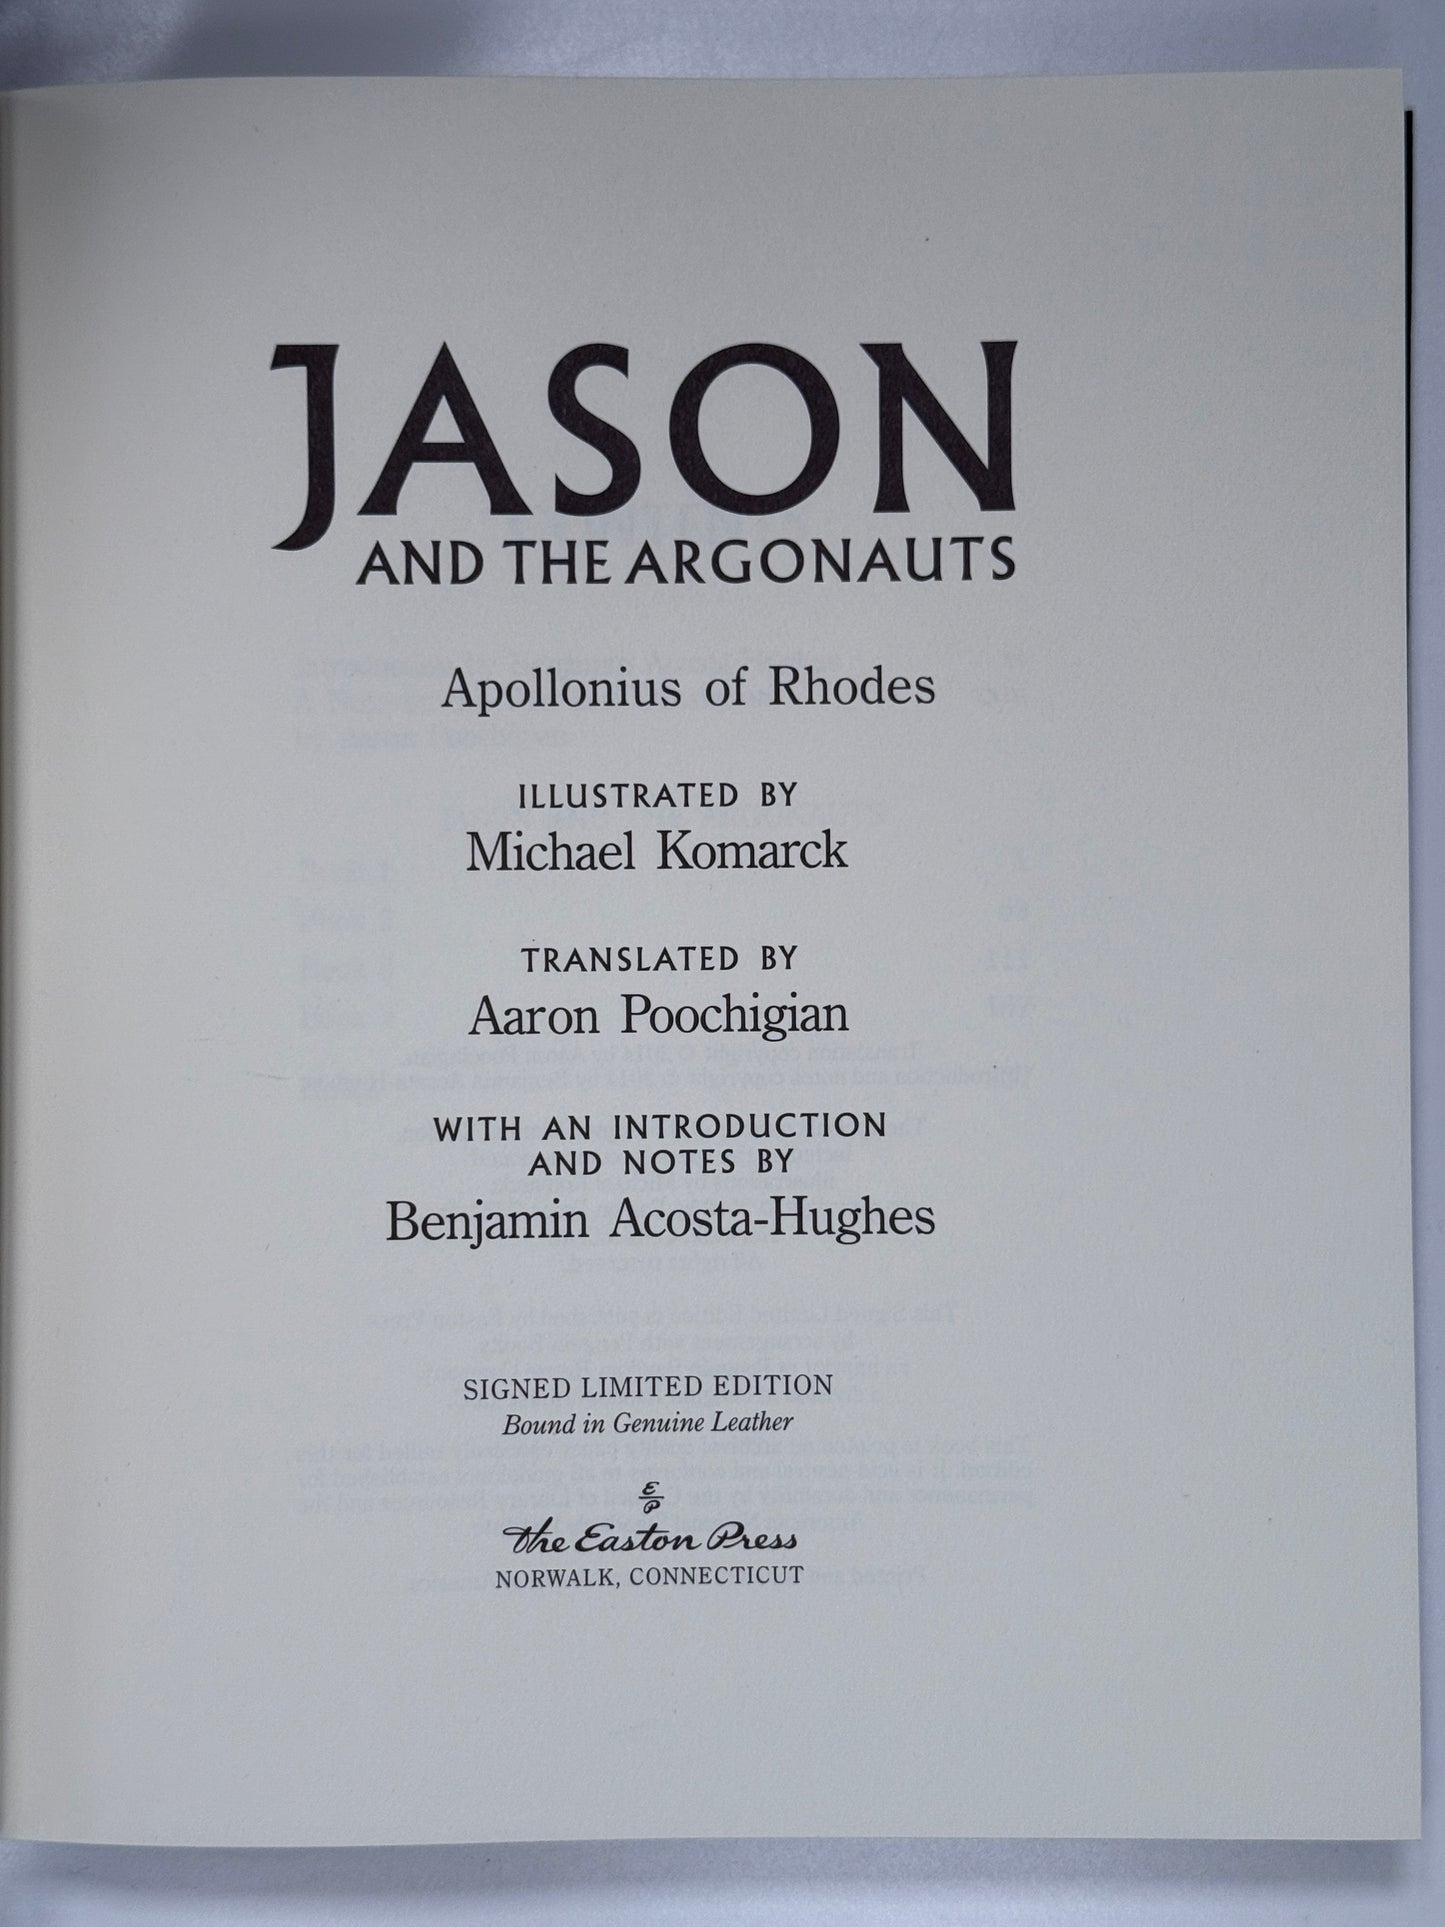 JASON
AND THE ARGONAUTS
Apollonius of Rhodes
ILLUSTRATED BY
Michael Komarck
TRANSLATED BY
Aaron Poochigian
WITH AN INTRODUCTION
AND NOTES BY
Benjamin Acosta-Hughes
SIGNED LIMITED EDITION
Bound in Genuine Leather
E
P
The Easton Press
NORWALK, CONNECTICUT